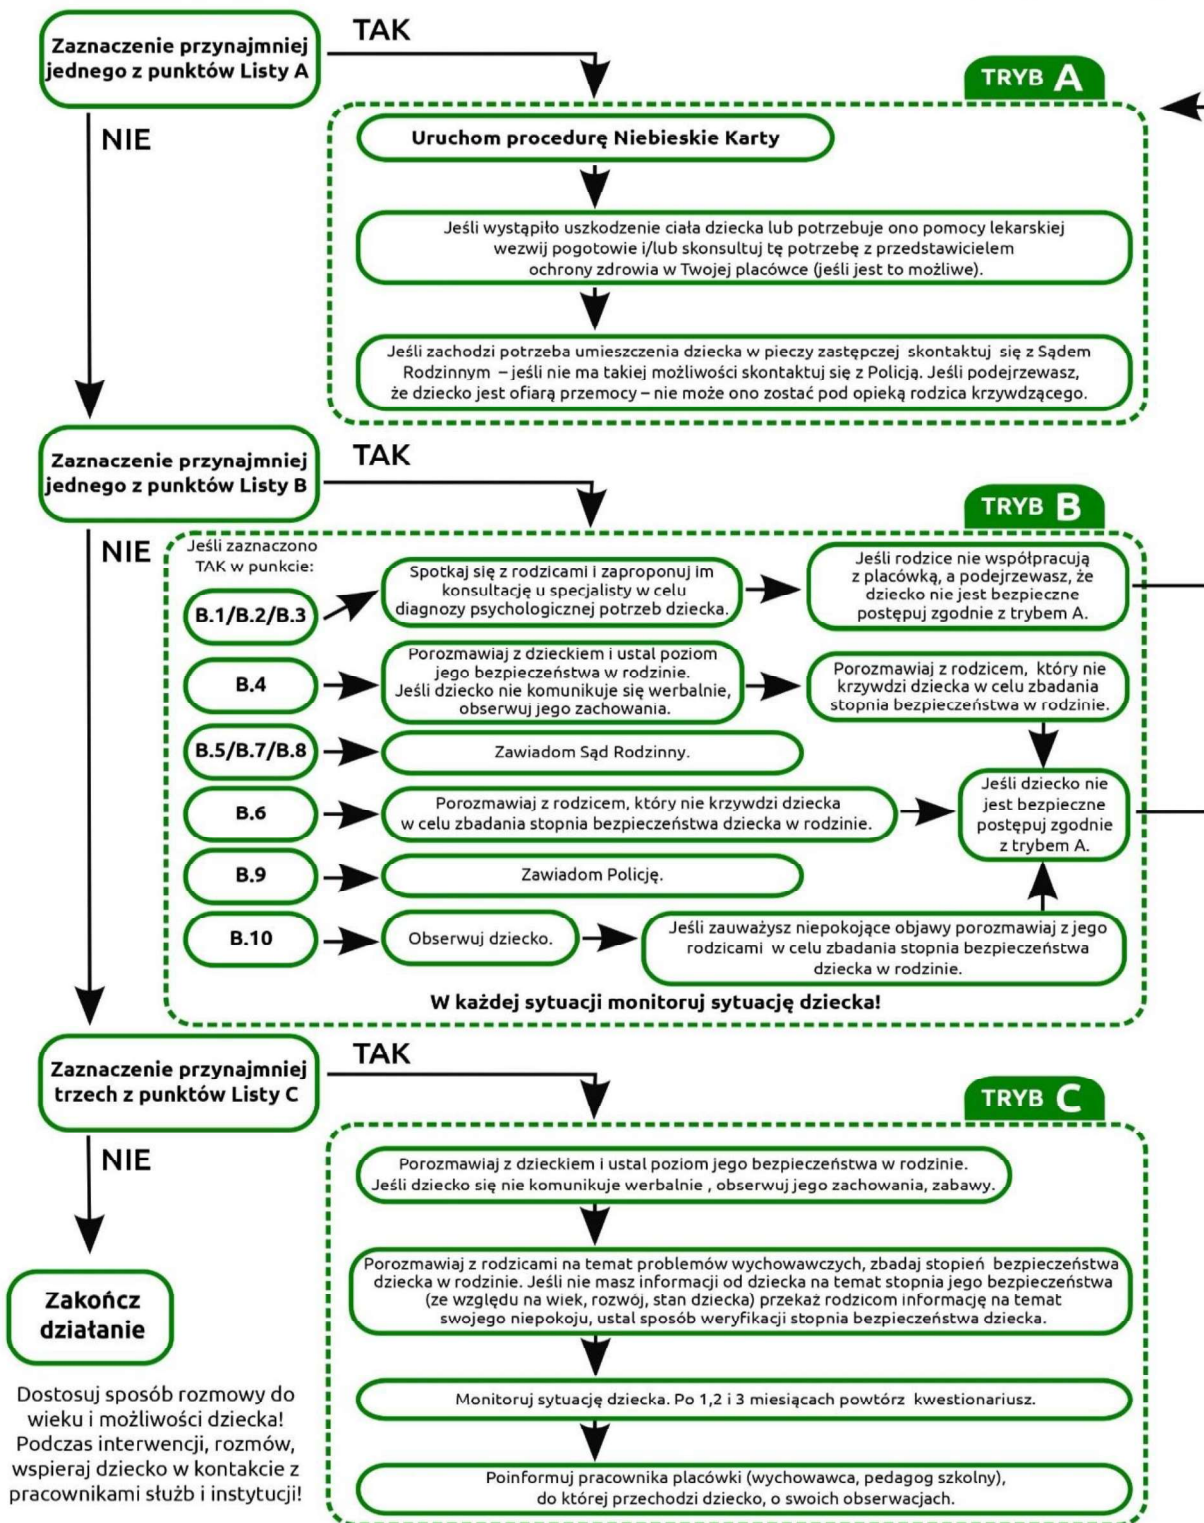 Zaznaczenie przynajmniej
jednego z punktów Listy A
TAK
NIE
TRYB A
Uruchom procedurę Niebieskie Karty
Jeśli wystąpiło uszkodzenie ciała dziecka lub potrzebuje ono pomocy lekarskiej
wezwij pogotowie i/lub skonsultuj tę potrzebę z przedstawicielem
ochrony zdrowia w Twojej placówce (jeśli jest to możliwe).
Jeśli zachodzi potrzeba umieszczenia dziecka w pieczy zastępczej skontaktuj się z Sądem
Rodzinnym – jeśli nie ma takiej możliwości skontaktuj się z Policją. Jeśli podejrzewasz,
że dziecko jest ofiarą przemocy – nie może ono zostać pod opieką rodzica krzywdzącego.
Zaznaczenie przynajmniej
jednego z punktów Listy B
TAK
NIE
TRYB B
Jeśli zaznaczono
TAK w punkcie:
B.1/B.2/B.3
Spotkaj się z rodzicami i zaproponuj im
konsultację u specjalisty w celu
diagnozy psychologicznej potrzeb dziecka.
Jeśli rodzice nie współpracują
z placówką, a podejrzewasz, że
dziecko nie jest bezpieczne
postępuj zgodnie z trybem A.
B.4
Porozmawiaj z dzieckiem i ustal poziom
jego bezpieczeństwa w rodzinie.
Jeśli dziecko nie komunikuje się werbalnie,
obserwuj jego zachowania.
Porozmawiaj z rodzicem, który nie
krzywdzi dziecka w celu zbadania
stopnia bezpieczeństwa w rodzinie.
B.5/B.7/B.8
Zawiadom Sąd Rodzinny.
B.6
Porozmawiaj z rodzicem, który nie krzywdzi dziecka
w celu zbadania stopnia bezpieczeństwa dziecka w rodzinie.
Jeśli dziecko nie
jest bezpieczne
postępuj zgodnie
z trybem A.
B.9
Zawiadom Policję.
B.10
Obserwuj dziecko.
Jeśli zauważysz niepokojące objawy porozmawiaj z jego
rodzicami w celu zbadania stopnia bezpieczeństwa
dziecka w rodzinie.
W każdej sytuacji monitoruj sytuację dziecka!
Zaznaczenie przynajmniej
trzech z punktów Listy C
TAK
NIE
TRYB C
Porozmawiaj z dzieckiem i ustal poziom jego bezpieczeństwa w rodzinie.
Jeśli dziecko się nie komunikuje werbalnie , obserwuj jego zachowania, zabawy.
Porozmawiaj z rodzicami na temat problemów wychowawczych, zbadaj stopień bezpieczeństwa
dziecka w rodzinie. Jeśli nie masz informacji od dziecka na temat stopnia jego bezpieczeństwa
(ze względu na wiek, rozwój, stan dziecka) przekaż rodzicom informację na temat
swojego niepokoju, ustal sposób weryfikacji stopnia bezpieczeństwa dziecka.
Monitoruj sytuację dziecka. Po 1,2 i 3 miesiącach powtórz kwestionariusz.
Poinformuj pracownika placówki (wychowawca, pedagog szkolny),
do której przechodzi dziecko, o swoich obserwacjach.
Zakończ
działanie
Dostosuj sposób rozmowy do
wieku i możliwości dziecka!
Podczas interwencji, rozmów,
wspieraj dziecko w kontakcie z
pracownikami służb i instytucji!